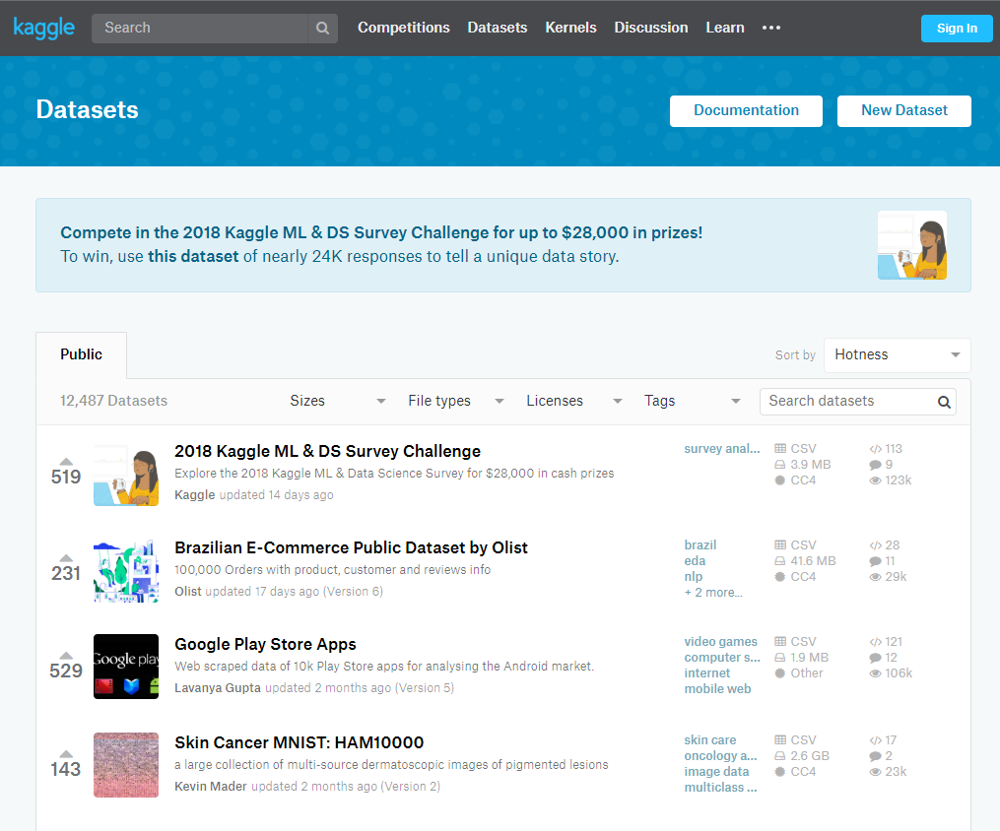 kaggle Search Competitions Datasets Kernels Discussion Learn Sign In
Datasets Documentation New Dataset
Compete in the 2018 Kaggle ML & DS Survey Challenge for up to $28,000 in prizes!
To win, use this dataset of nearly 24K responses to tell a unique data story.
Public Sort by Hotness
12,487 Datasets Sizes File types Licenses Tags Search datasets
519
2018 Kaggle ML & DS Survey Challenge
Explore the 2018 Kaggle ML & Data Science Survey for $28,000 in cash prizes
Kaggle updated 14 days ago
survey anal...
CSV
3.9 MB
CC4
113
9
123k
231
Brazilian E-Commerce Public Dataset by Olist
100,000 Orders with product, customer and reviews info
Olist updated 17 days ago (Version 6)
brazil
eda
nlp
+ 2 more...
CSV
41.6 MB
CC4
28
11
29k
529
Google play
Google Play Store Apps
Web scraped data of 10k Play Store apps for analysing the Android market.
Lavanya Gupta updated 2 months ago (Version 5)
video games
computer s...
internet
mobile web
CSV
1.9 MB
Other
121
12
106k
143
Skin Cancer MNIST: HAM10000
a large collection of multi-source dermatoscopic images of pigmented lesions
Kevin Mader updated 2 months ago (Version 2)
skin care
oncology a...
image data
multiclass ...
CSV
2.6 GB
CC4
17
2
23k